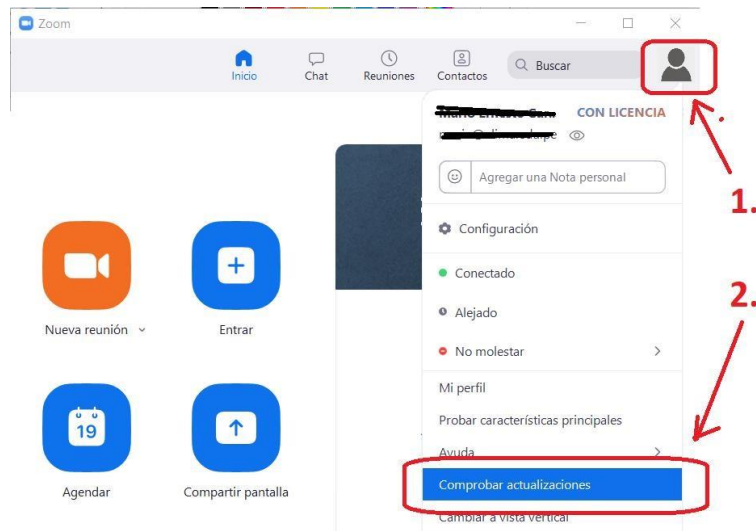 Zoom
Inicio
Chat
Reuniones
Contactos
Buscar
CON LICENCIA
Agregar una Nota personal
1.
Configuración
Conectado
2.
Alejado
Nueva reunión
Entrar
No molestar
Mi perfil
Probar características principales
19
Ayuda
Comprobar actualizaciones
Agendar
Compartir pantalla
Cambiar a vista vertical